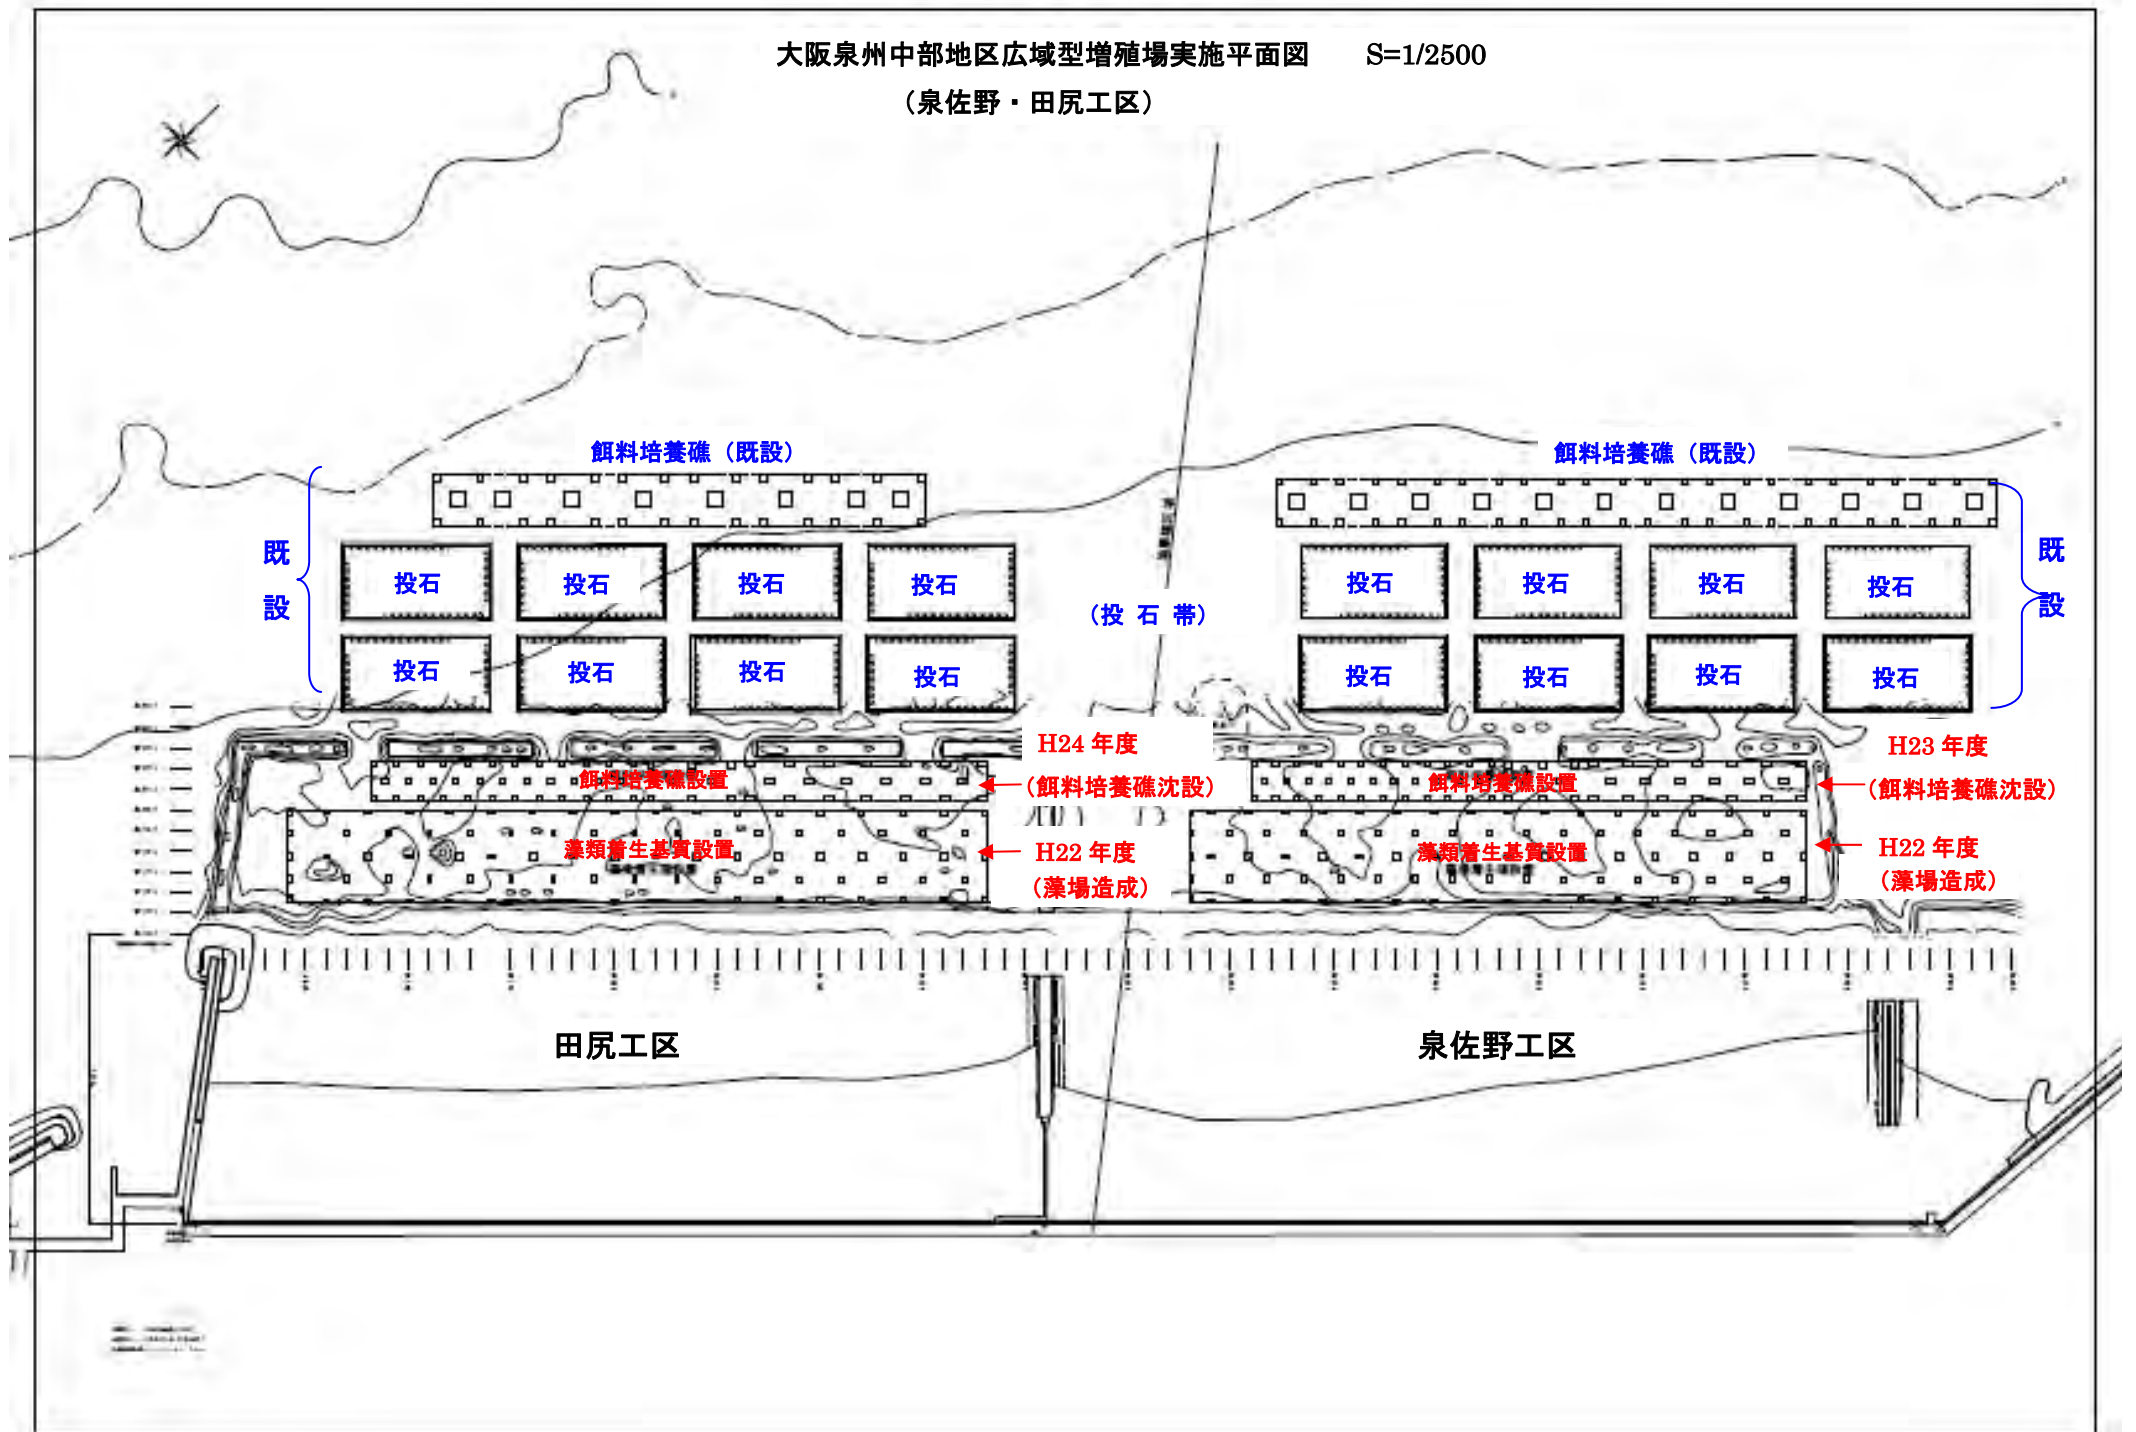 大阪泉州中部地区広域型増殖場実施平面図 S=1/2500
（泉佐野・田尻工区）
餌料培養礁（既設）
餌料培養礁（既設）
既
設
既
設
投石
投石
投石
投石
投石
投石
投石
投石
（投 石 帯）
投石
投石
投石
投石
投石
投石
投石
投石
H24 年度
（餌料培養礁沈設）
H23 年度
（餌料培養礁沈設）
餌料培養礁設置
餌料培養礁設置
藻類着生基質設置
藻類着生基質設置
H22 年度
（藻場造成）
H22 年度
（藻場造成）
田尻工区
泉佐野工区